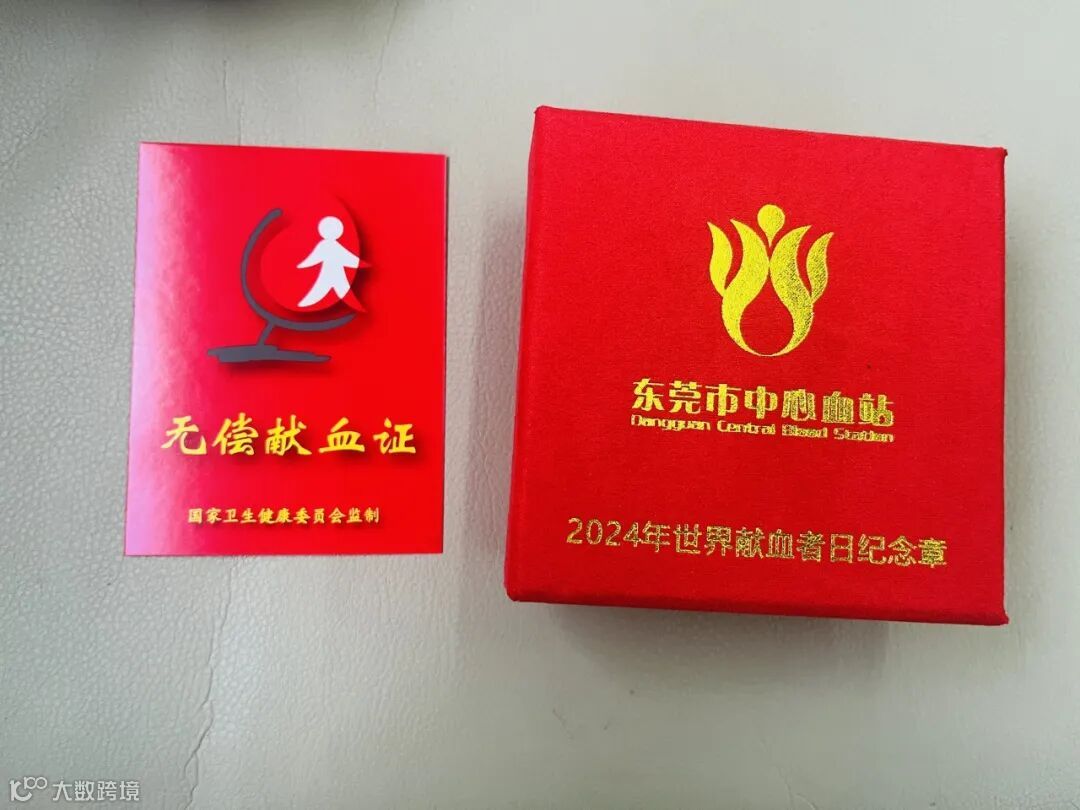 无偿献血证
国家卫生健康委员会监制
东莞市中心血站
Dongguan Central Blood Station
2024年世界献血者日纪念章
大数跨境